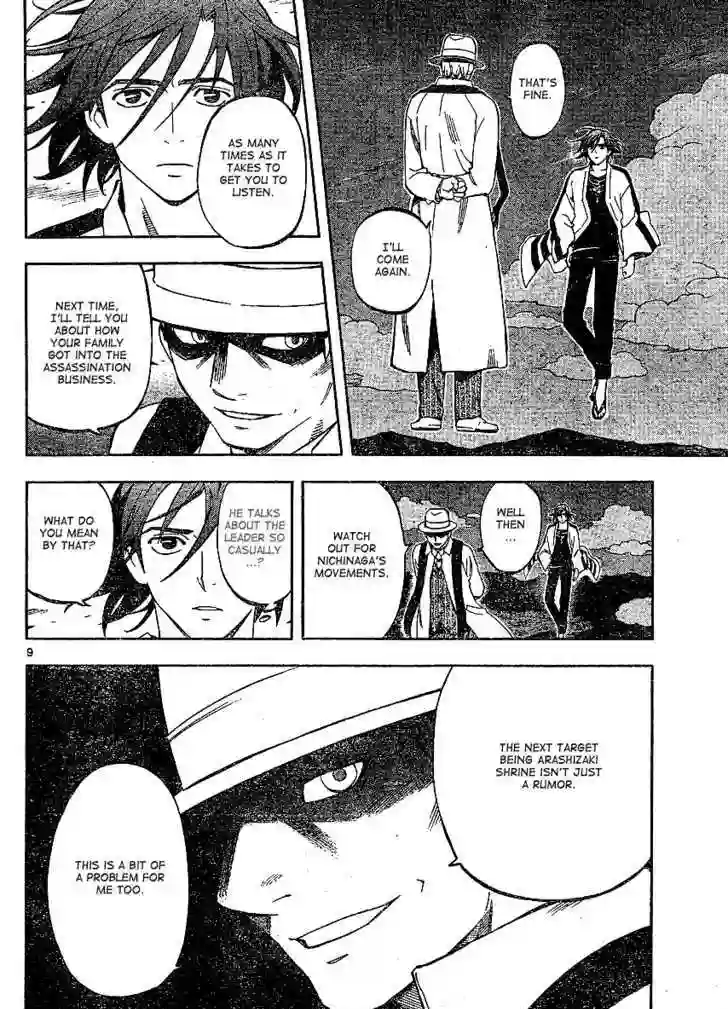 THAT'S
FINE.
I'LL
COME
AGAIN.
AS MANY
TIMES AS IT
TAKES TO
GET YOU TO
LISTEN.
NEXT TIME,
I'LL TELL YOU
ABOUT HOW
YOUR FAMILY
GOT INTO THE
ASSASSINATION
BUSINESS.
WELL
THEN
...
WATCH
OUT FOR
NICHINAGA'S
MOVEMENTS.
HE TALKS
ABOUT THE
LEADER SO
CASUALLY
...?
WHAT DO
YOU MEAN
BY THAT?
9
THE NEXT TARGET
BEING ARASHIZAKI
SHRINE ISN'T JUST
A RUMOR.
THIS IS A BIT OF
A PROBLEM FOR
ME TOO.